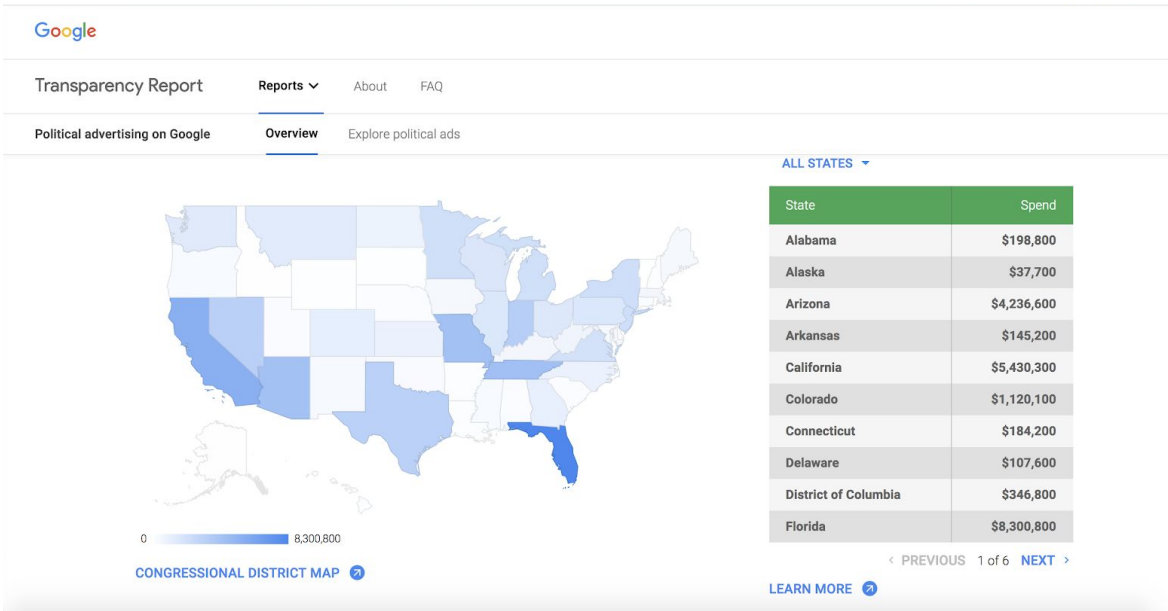 Google
Transparency Report Reports About FAQ
Political advertising on Google Overview Explore political ads
ALL STATES
State Spend
Alabama $198,800
Alaska $37,700
Arizona $4,236,600
Arkansas $145,200
California $5,430,300
Colorado $1,120,100
Connecticut $184,200
Delaware $107,600
District of Columbia $346,800
Florida $8,300,800
0 8,300,800
< PREVIOUS 1 of 6 NEXT >
CONGRESSIONAL DISTRICT MAP
LEARN MORE